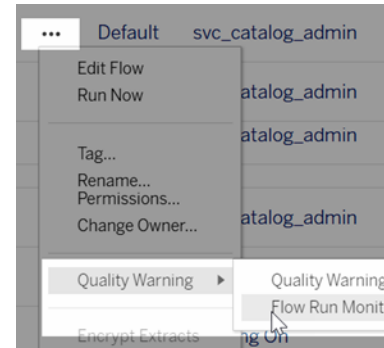 ••• Default svc_catalog_admin
Edit Flow
Run Now
atalog_admin
atalog_admin
Tag...
Rename...
Permissions...
Change Owner...
atalog_admin
Quality Warning ▶
Quality Warning
Flow Run Monit
Encrypt Extracts
ng On